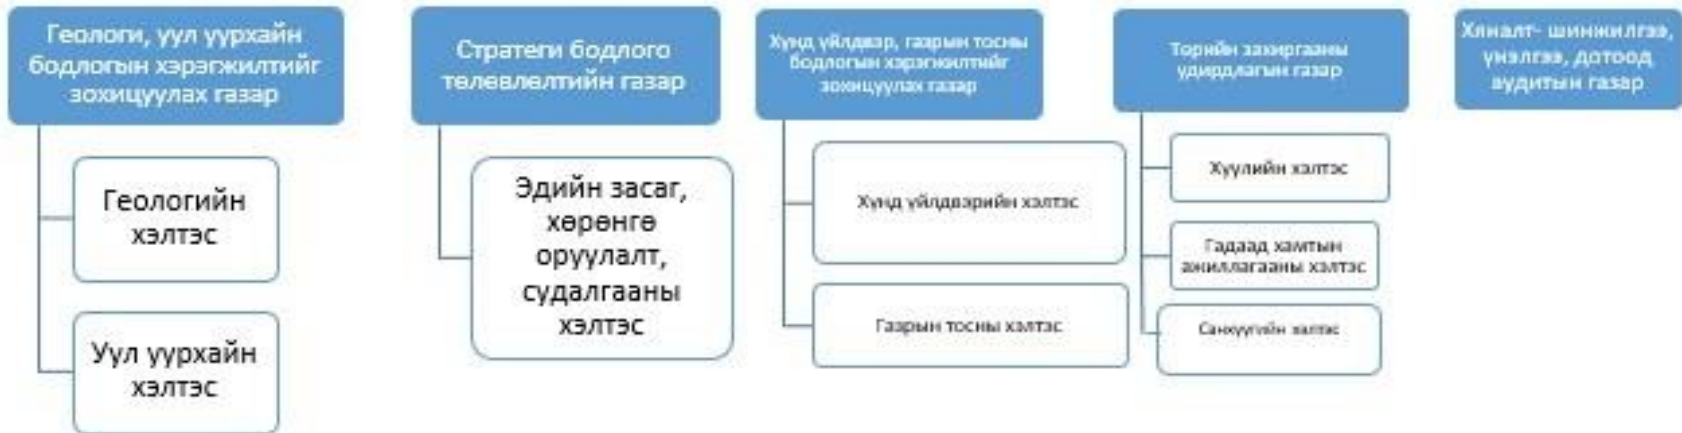 Геологи, уул уурхайн
бодлогын хэрэгжилтийг
зохицуулах газар
Геологийн
хэлтэс
Уул уурхайн
хэлтэс
Стратеги бодлого
төлөвлөлтийн газар
Эдийн засаг,
хөрөнгө
оруулалт,
судалгааны
хэлтэс
Хүнд үйлдвэр, газрын тосны
бодлогын хэрэгжилтийг
зохицуулах газар
Хүнд үйлдвэрийн хэлтэс
Газрын тосны хэлтэс
Төрийн захиргааны
удирдлагын газар
Хуулийн хэлтэс
Гадаад хамтын
ажиллагааны хэлтэс
Санхүүгийн хэлтэс
Хяналт- шинжилгээ,
үнэлгээ, дотоод
аудитын газар